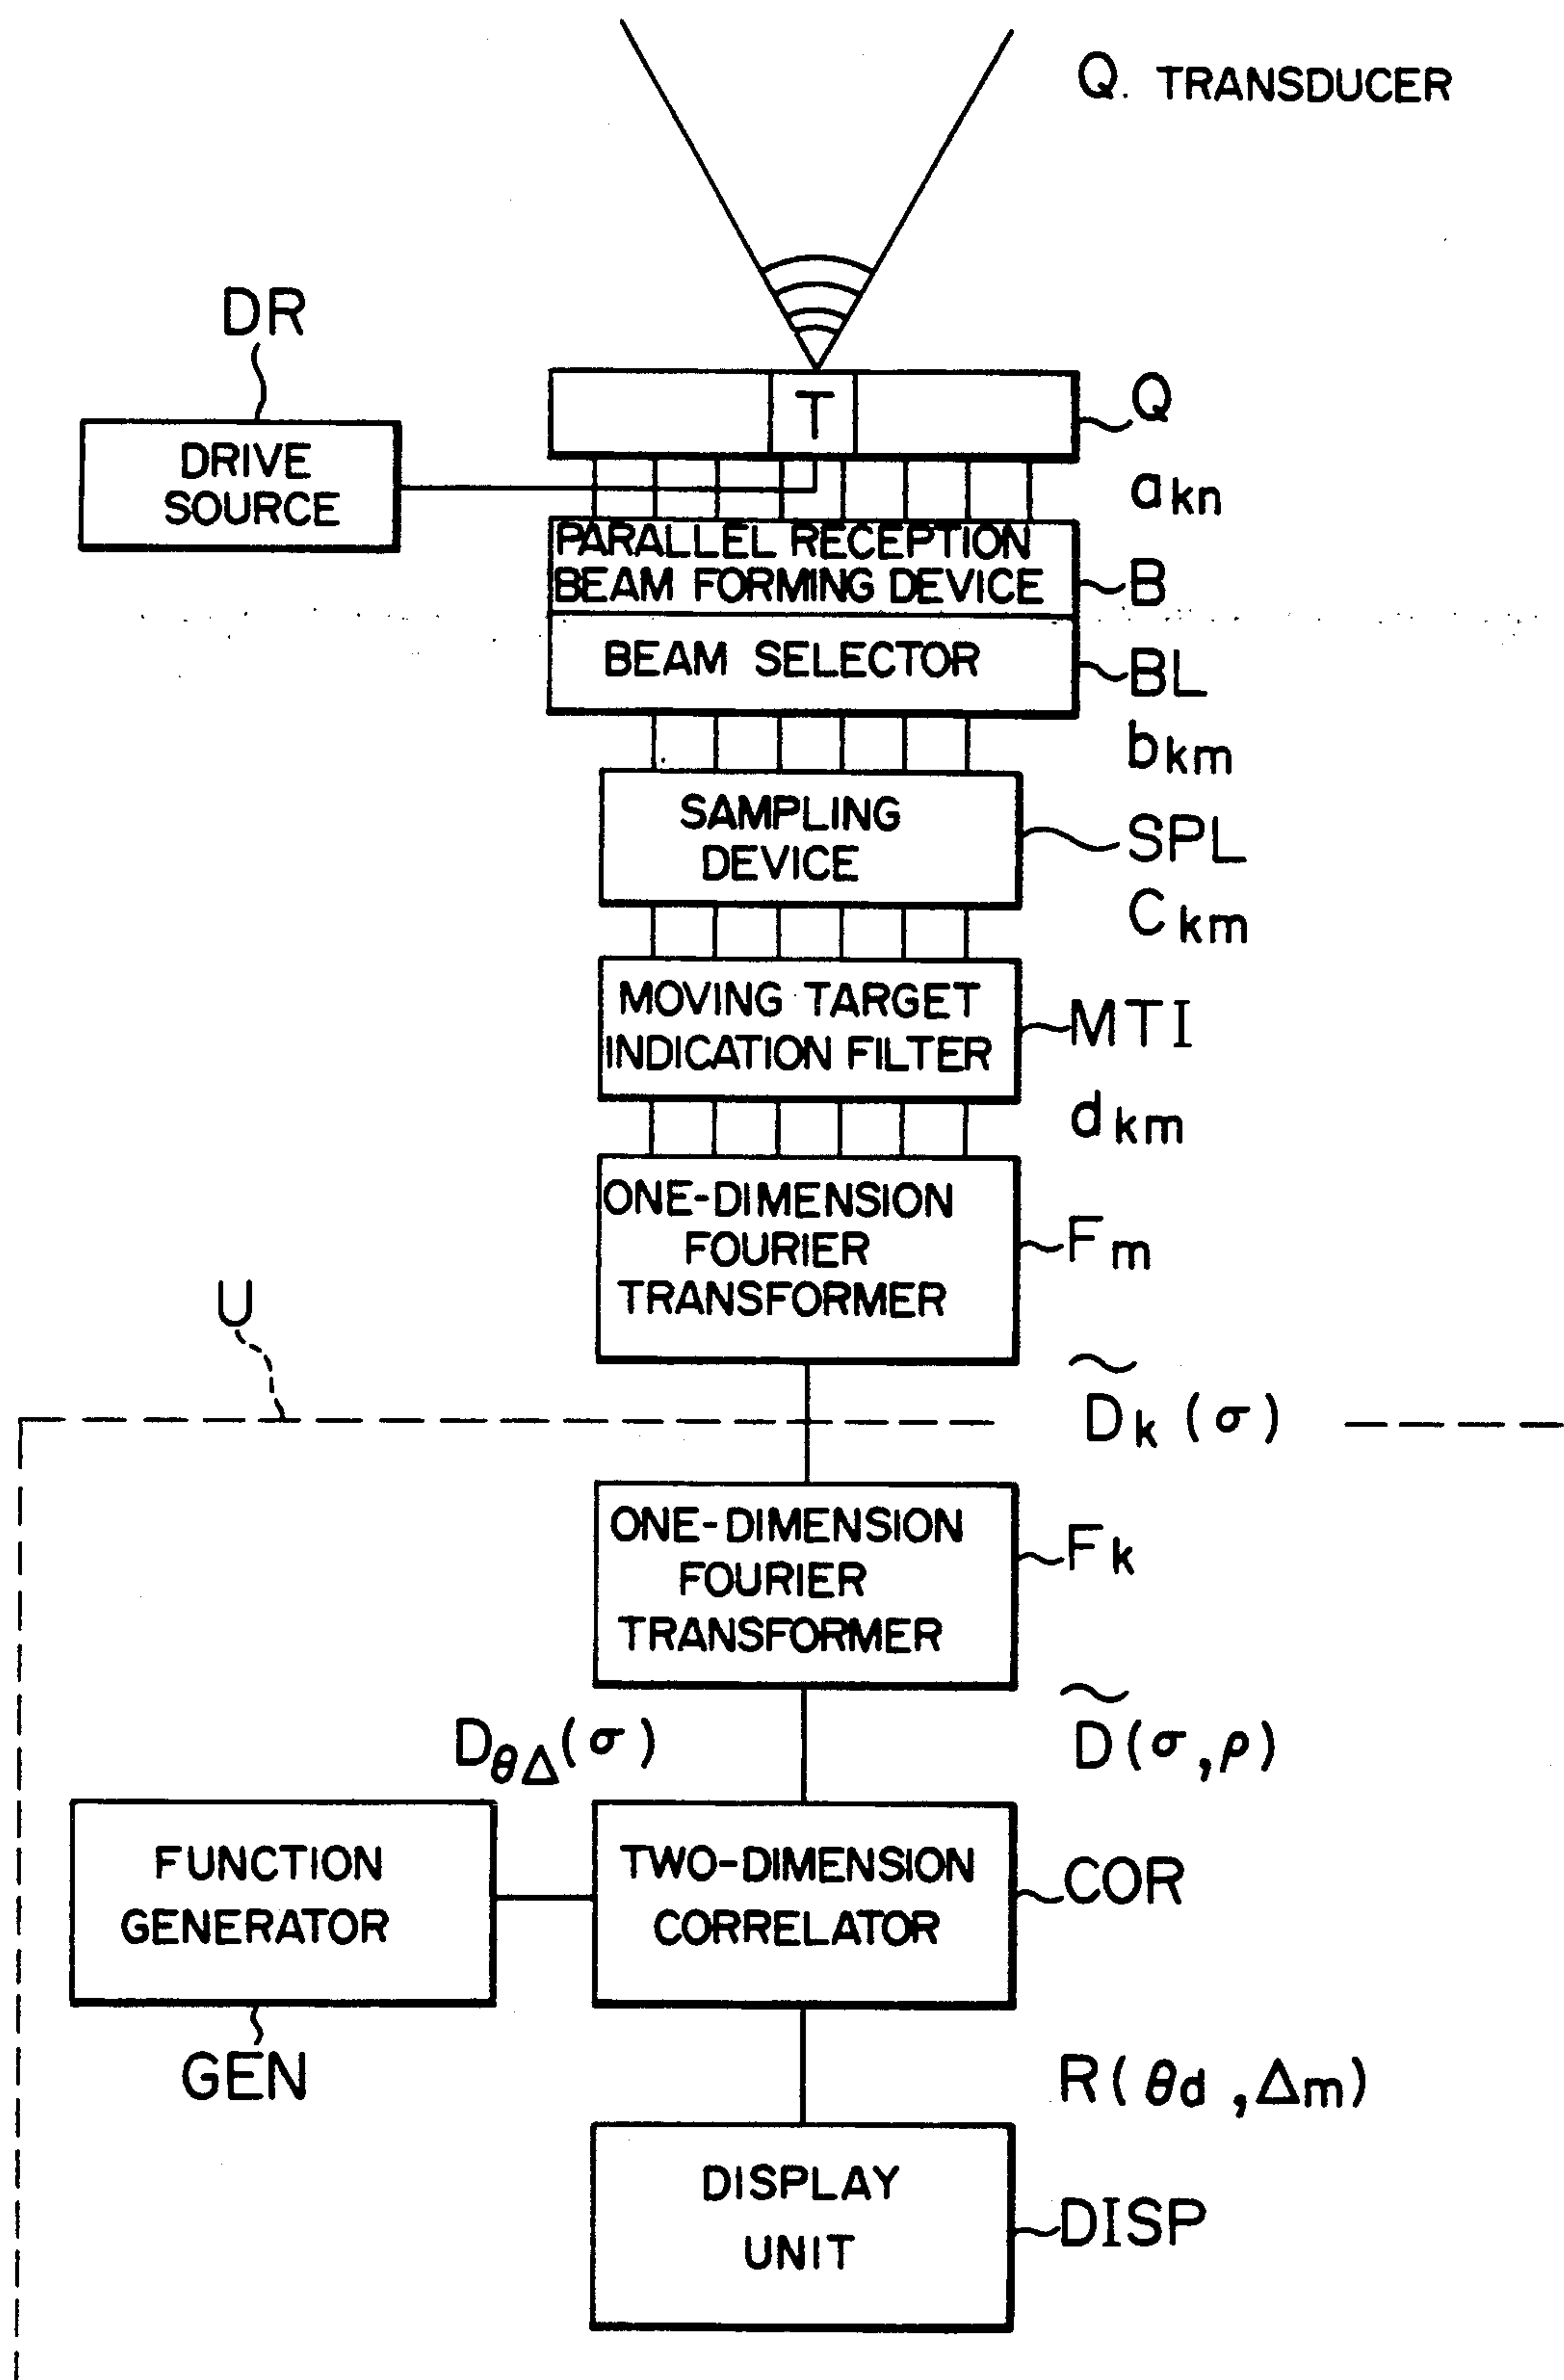 Q. TRANSDUCER
DR
T
Q
DRIVE
SOURCE
akn
PARALLEL RECEPTION
BEAM FORMING DEVICE
B
BEAM SELECTOR
BL
bkm
SAMPLING
DEVICE
SPL
Ckm
MOVING TARGET
INDICATION FILTER
MTI
dkm
ONE-DIMENSION
FOURIER
TRANSFORMER
Fm
U
D̃k (σ)
ONE-DIMENSION
FOURIER
TRANSFORMER
Fk
DθΔ(σ)
D̃(σ,ρ)
FUNCTION
GENERATOR
TWO-DIMENSION
CORRELATOR
COR
GEN
R(θd ,Δm)
DISPLAY
UNIT
DISP